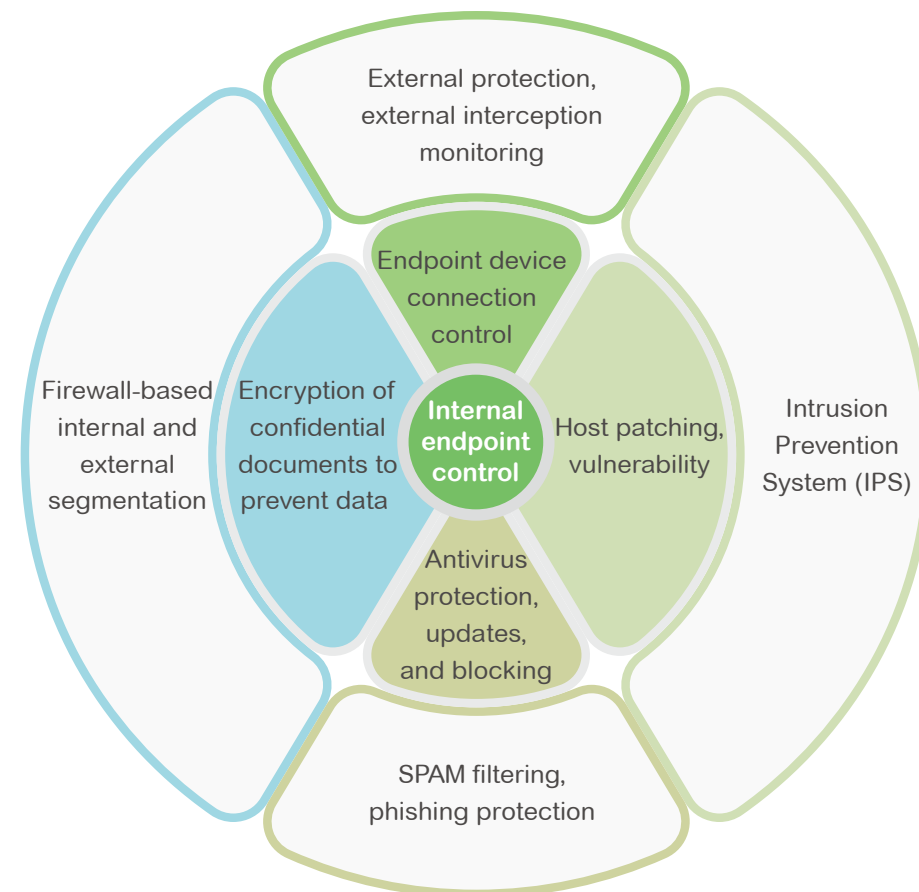 External protection,
external interception
monitoring
Endpoint device
connection
control
Firewall-based
internal and
external
segmentation
Encryption of
confidential
documents to
prevent data
Internal
endpoint
control
Host patching,
vulnerability
Intrusion
Prevention
System (IPS)
Antivirus
protection,
updates,
and blocking
SPAM filtering,
phishing protection